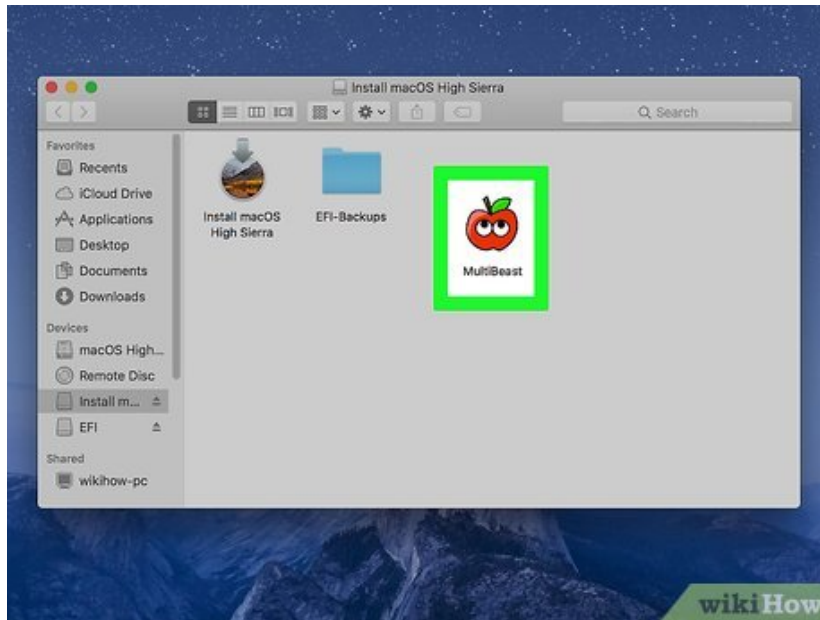 Install macOS High Sierra
Search
Favorites
Recents
iCloud Drive
Applications
Desktop
Documents
Downloads
Devices
macOS High...
Remote Disc
Install m...
EFI
Shared
wikihow-pc
Install macOS
High Sierra
EFI-Backups
MultiBeast
wikiHow